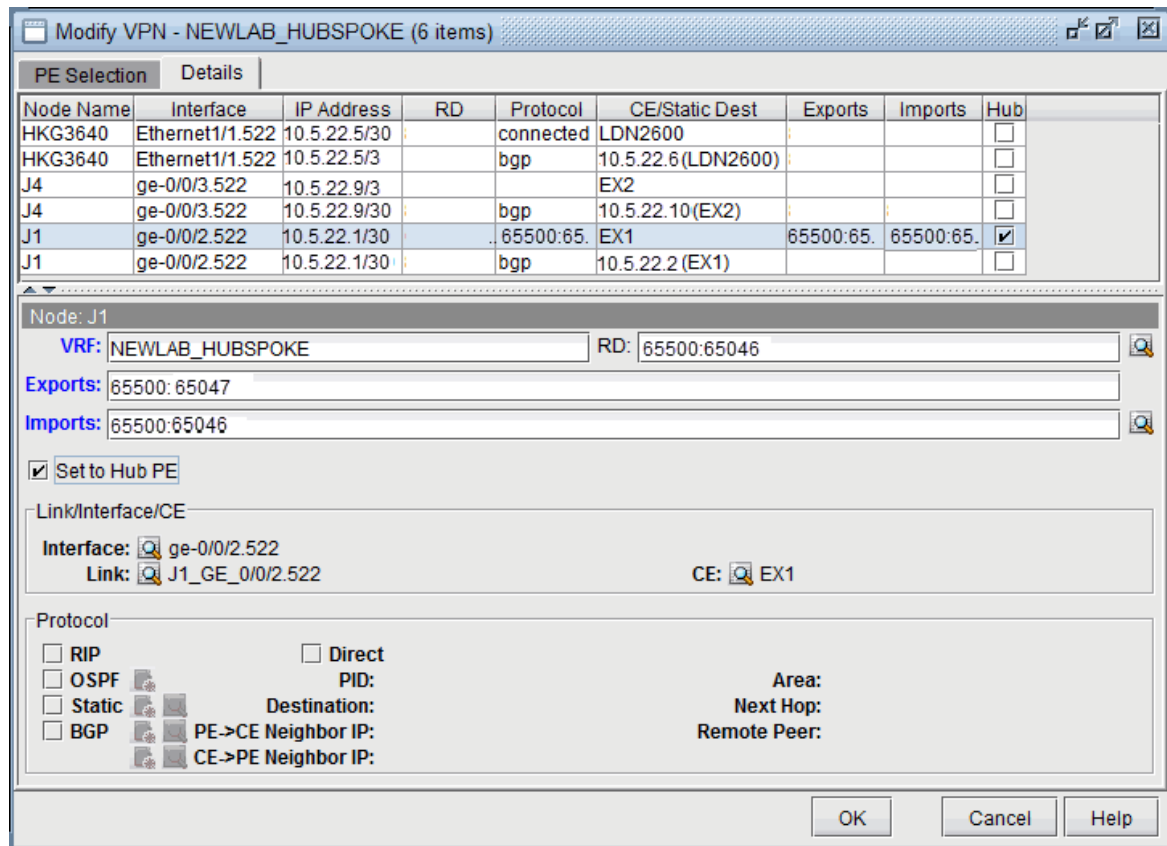 Modify VPN - NEWLAB_HUBSPOKE (6 items)
PE Selection Details
Node Name Interface IP Address RD Protocol CE/Static Dest Exports Imports Hub
HKG3640 Ethernet1/1.522 10.5.22.5/30 connected LDN2600
HKG3640 Ethernet1/1.522 10.5.22.5/3 bgp 10.5.22.6(LDN2600)
J4 ge-0/0/3.522 10.5.22.9/3 EX2
J4 ge-0/0/3.522 10.5.22.9/30 bgp 10.5.22.10(EX2)
J1 ge-0/0/2.522 10.5.22.1/30 . 65500:65. EX1 65500:65. 65500:65.
J1 ge-0/0/2.522 10.5.22.1/30 bgp 10.5.22.2 (EX1)
Node: J1
VRF: NEWLAB_HUBSPOKE RD: 65500:65046
Exports: 65500: 65047
Imports: 65500:65046
Set to Hub PE
Link/Interface/CE
Interface: ge-0/0/2.522
Link: J1_GE_0/0/2.522 CE: EX1
Protocol
RIP Direct
OSPF PID: Area:
Static Destination: Next Hop:
BGP PE->CE Neighbor IP: Remote Peer:
CE->PE Neighbor IP:
OK Cancel Help